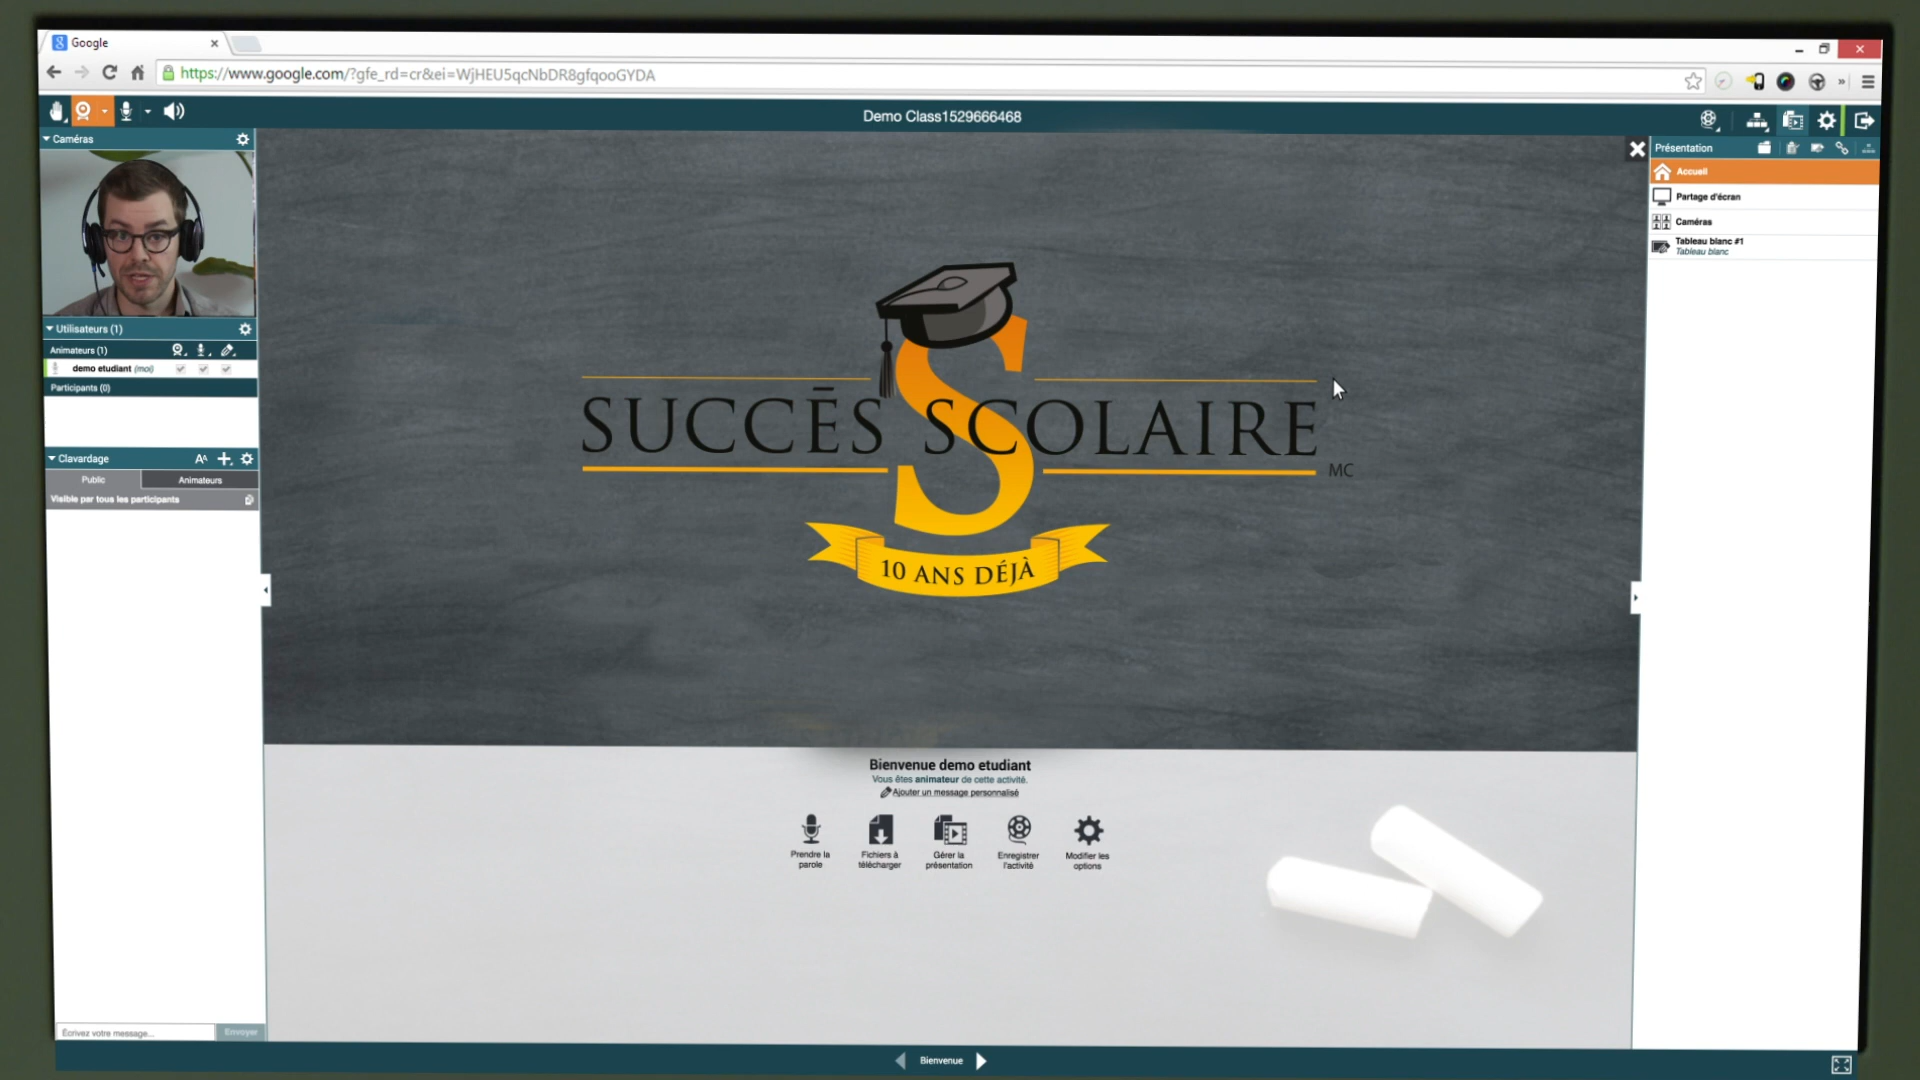 Google
https://www.google.com/?gfe_rd=cr&ei=WjHEU5qcNbDR8gfqooGYDA
Demo Class1529666468
Caméras
Utilisateurs (1)
Animateurs (1)
demo etudiant (moi)
Participants (0)
Clavardage
Public
Animateurs
Visible par tous les participants
Écrivez votre message...
Envoyer
SUCCĒS SCOLAIRE
MC
10 ANS DÉJÀ
Bienvenue demo etudiant
Vous êtes animateur de cette activité.
Ajouter un message personnalisé
Prendre la
parole
Fichiers à
télécharger
Gérer la
présentation
Enregistrer
l'activité
Modifier les
options
Présentation
Accueil
Partage d'écran
Caméras
Tableau blanc #1
Tableau blanc
Bienvenue